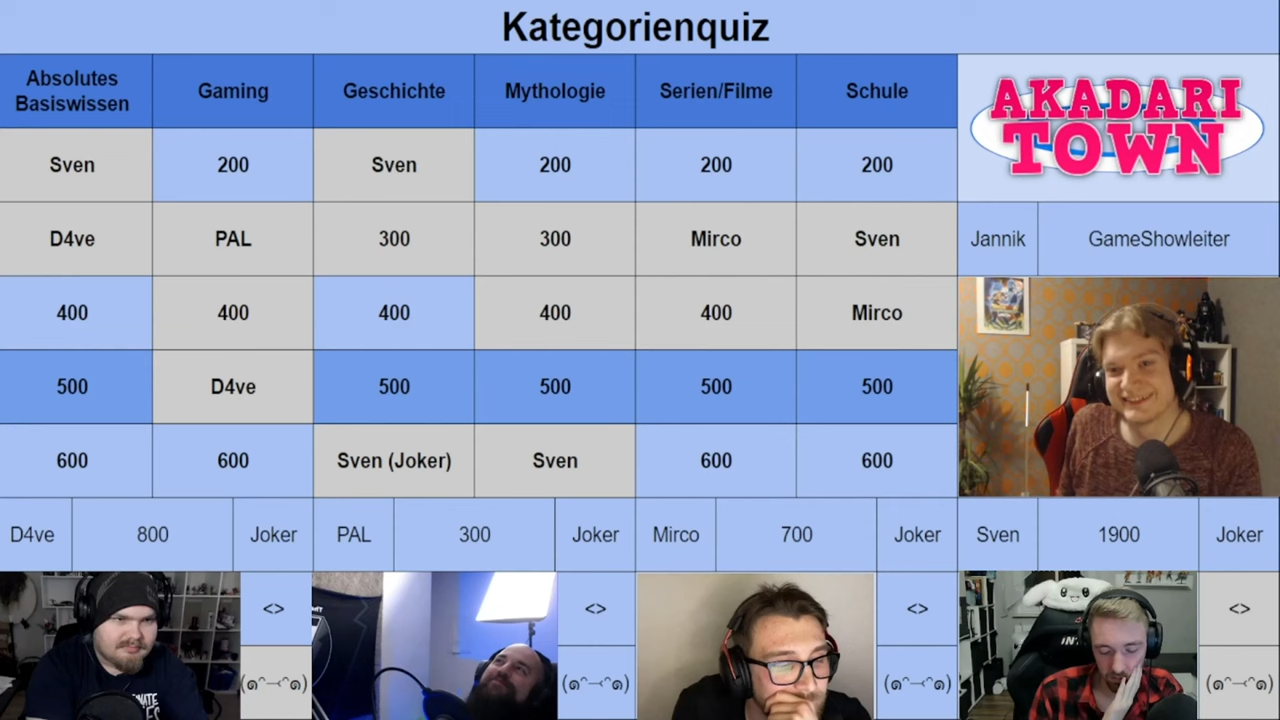 Kategorienquiz
Absolutes
Basiswissen
Gaming
Geschichte
Mythologie
Serien/Filme
Schule
AKADARI
TOWN
Sven
200
Sven
200
200
200
D4ve
PAL
300
300
Mirco
Sven
Jannik
GameShowleiter
400
400
400
400
400
Mirco
500
D4ve
500
500
500
500
600
600
Sven (Joker)
Sven
600
600
D4ve
800
Joker
PAL
300
Joker
Mirco
700
Joker
Sven
1900
Joker
<>
<>
<>
<>